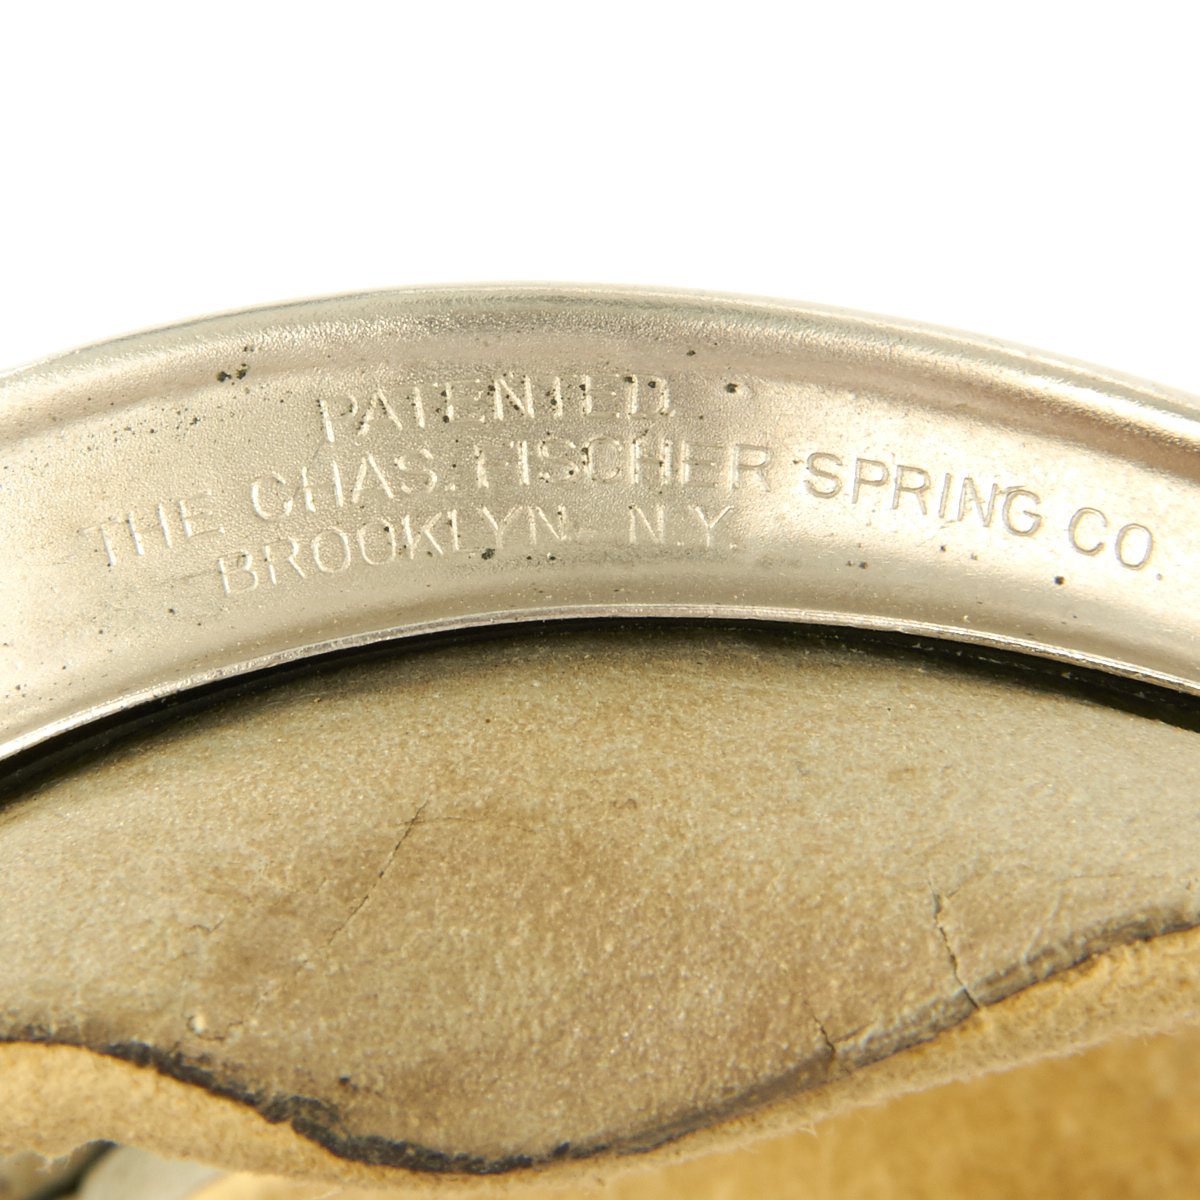 PATENTED.
THE CHAS. FISCHER SPRING CO.
BROOKLYN. N.Y.